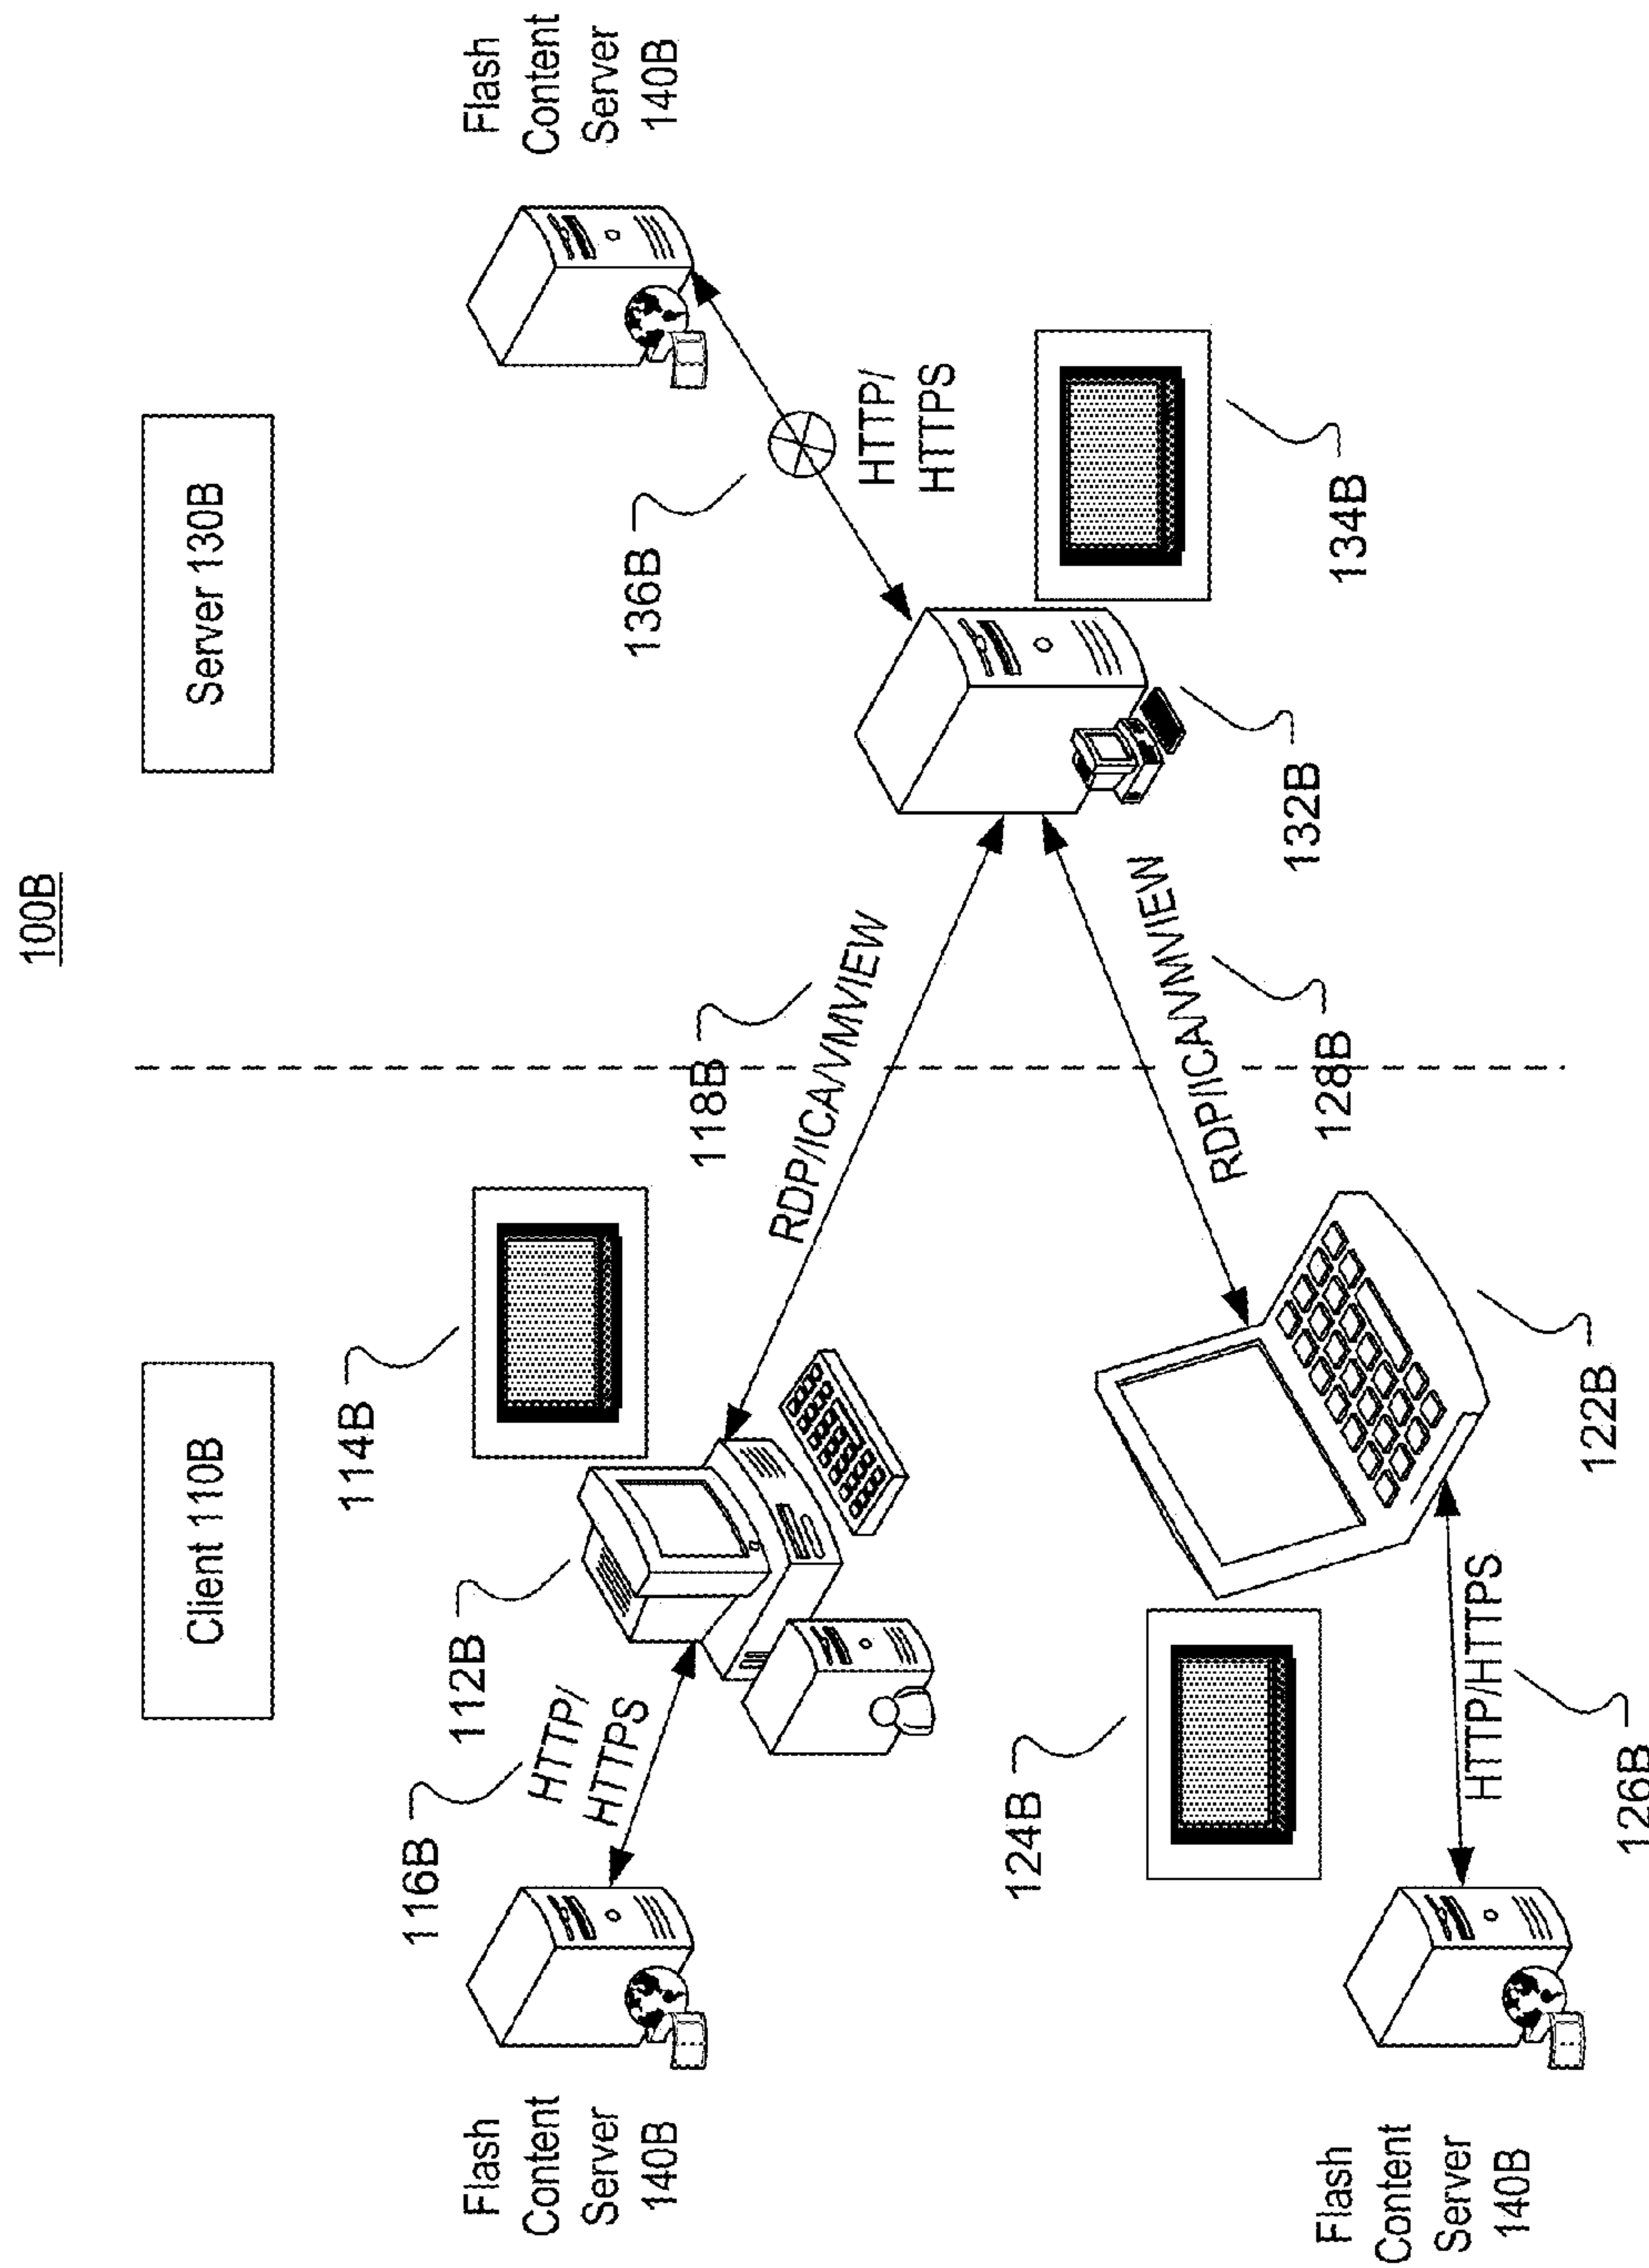 100B
Client 110B
Server 130B
Flash
Content
Server
140B
116B
HTTP/
HTTPS
112B
114B
118B
RDP/ICA/VMVIEW
136B
HTTP/
HTTPS
Flash
Content
Server
140B
134B
132B
RDP/ICA/VMVIEW
128B
124B
122B
HTTP/HTTPS
126B
Flash
Content
Server
140B